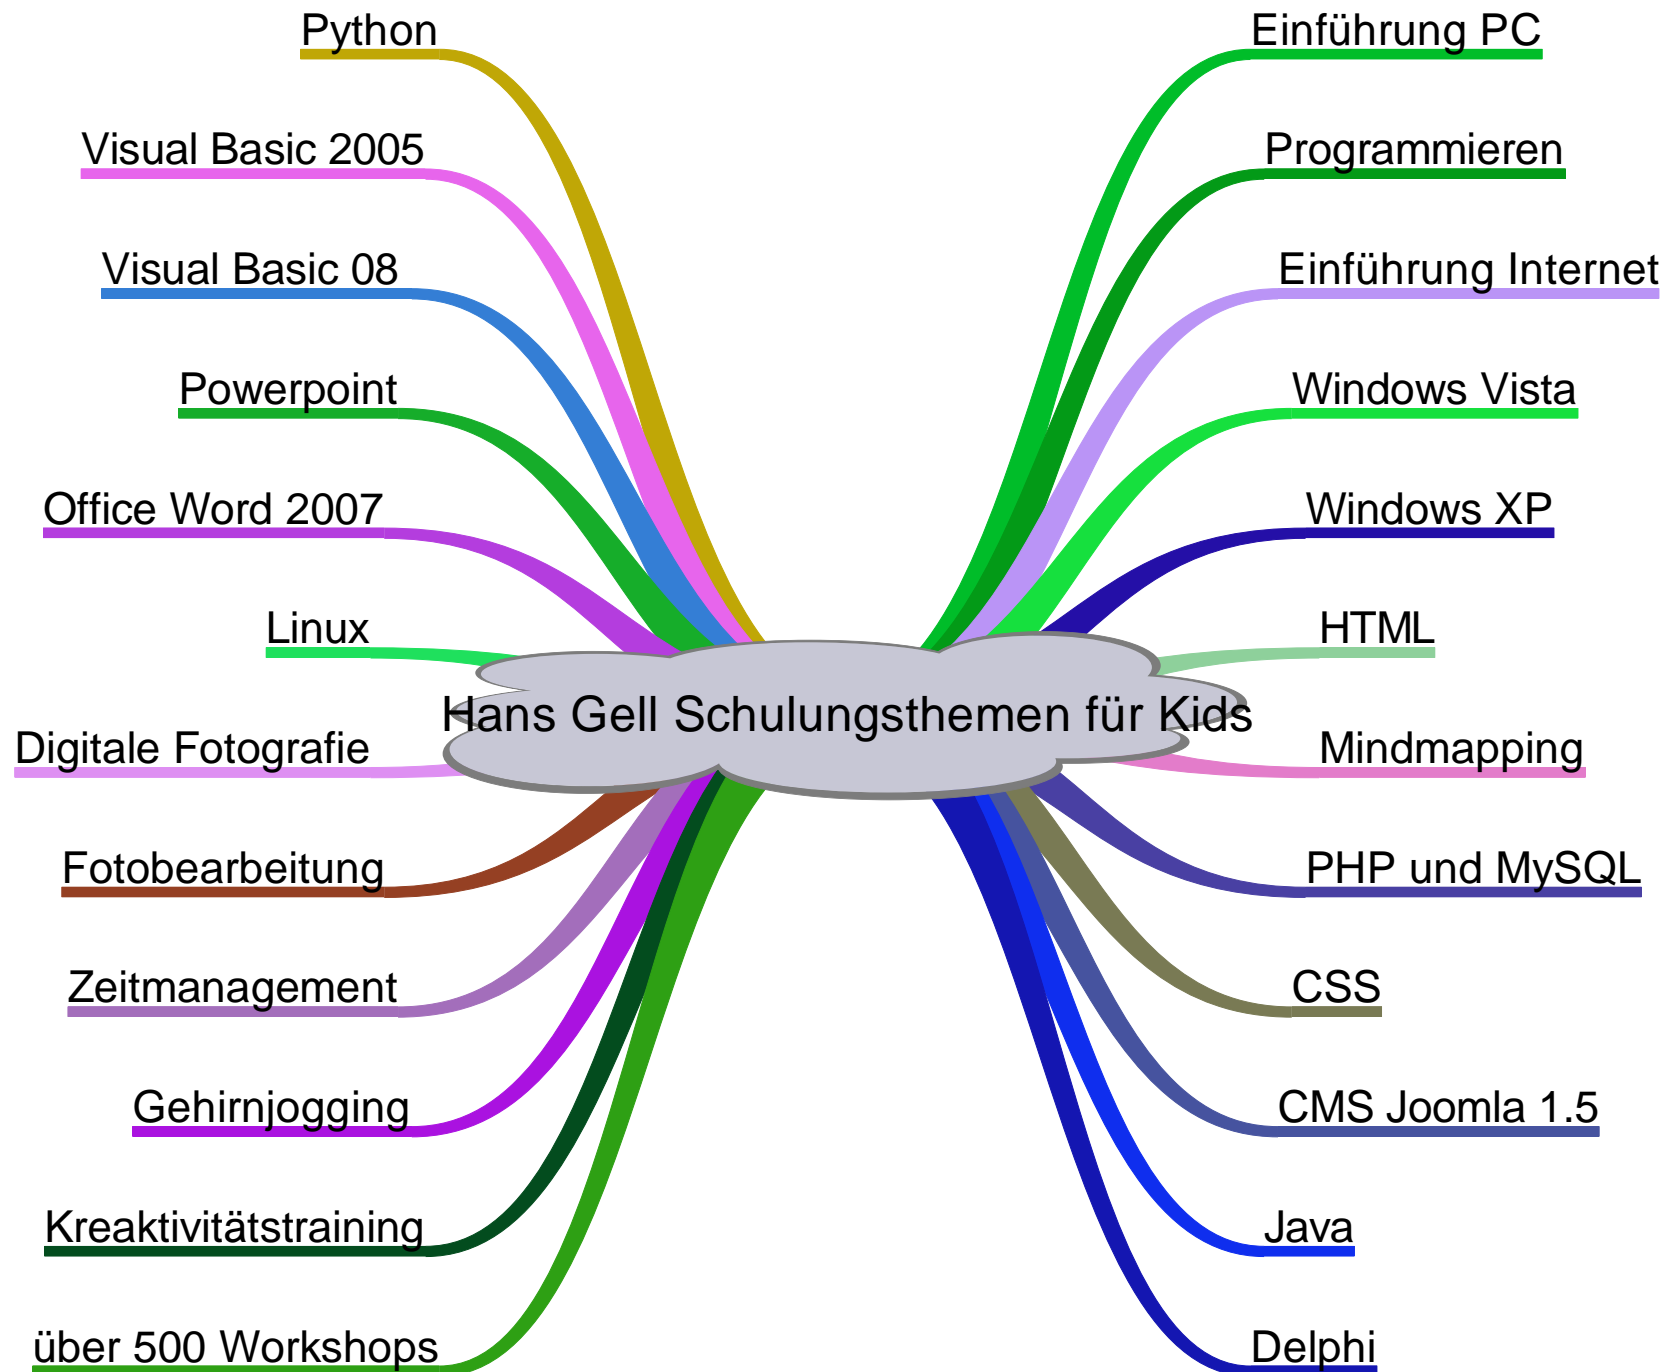 Hans Gell Schulungsthemen für Kids
Einführung PC
Programmieren
Einführung Internet
Windows Vista
Windows XP
HTML
Mindmapping
PHP und MySQL
CSS
CMS Joomla 1.5
Java
Delphi
Python
Visual Basic 2005
Visual Basic 08
Powerpoint
Office Word 2007
Linux
Digitale Fotografie
Fotobearbeitung
Zeitmanagement
Gehirnjogging
Kreaktivitätstraining
über 500 Workshops